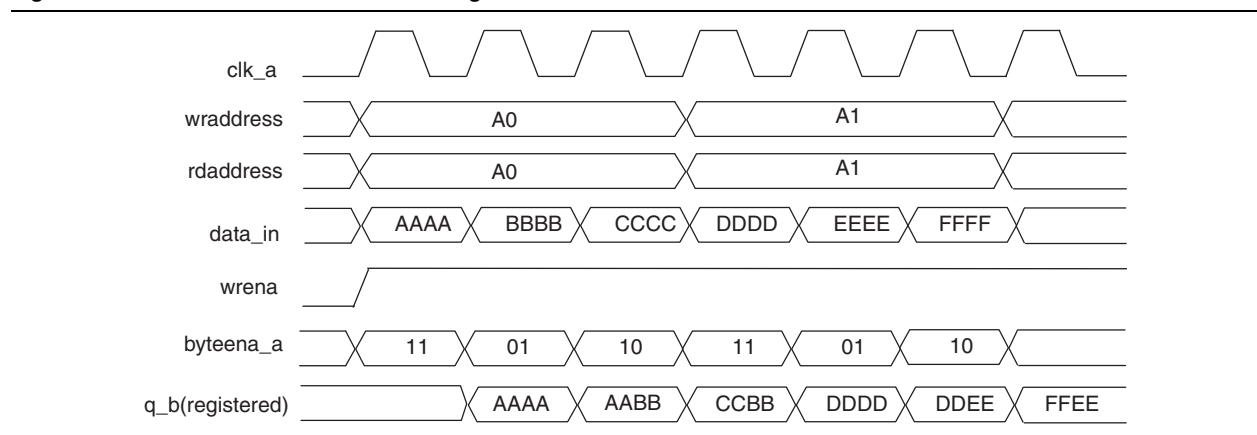 clk_a
wraddress A0 A1
rdaddress A0 A1
data_in AAAA BBBB CCCC DDDD EEEE FFFF
wrena
byteena_a 11 01 10 11 01 10
q_b(registered) AAAA AABB CCBB DDDD DDEE FFEE